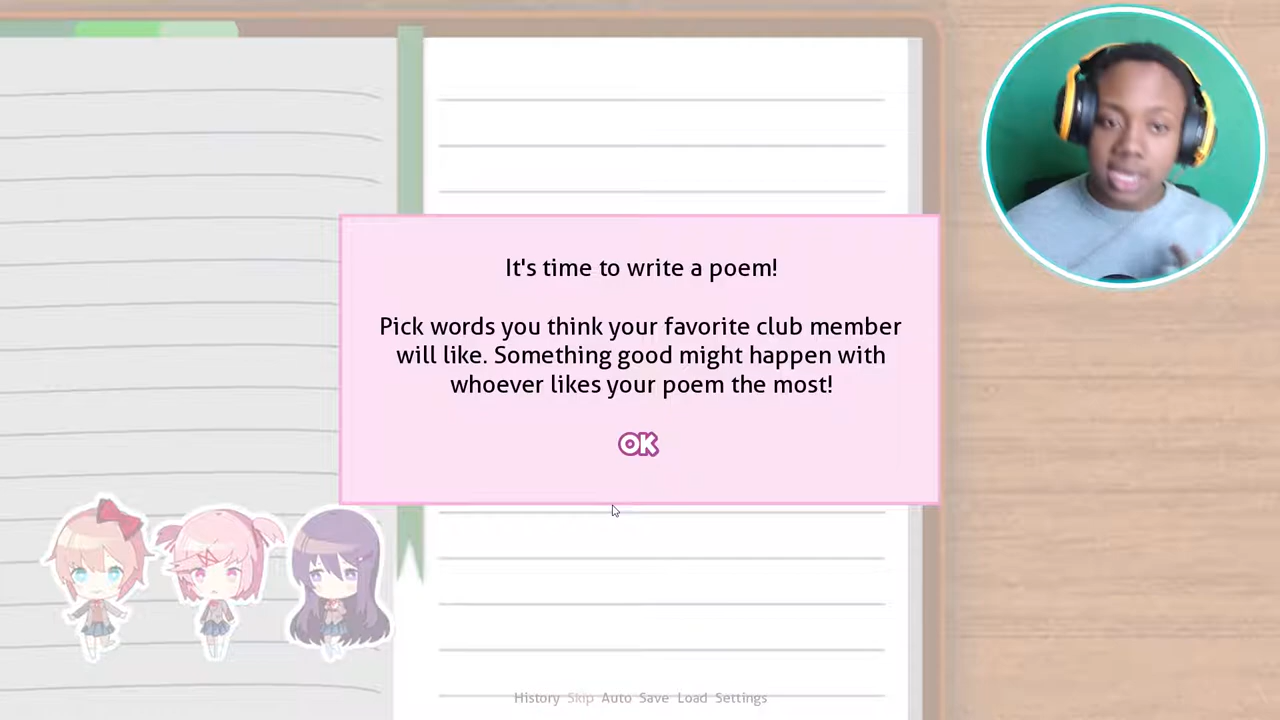 It's time to write a poem!
Pick words you think your favorite club member
will like. Something good might happen with
whoever likes your poem the most!
OK
History Skip Auto Save Load Settings